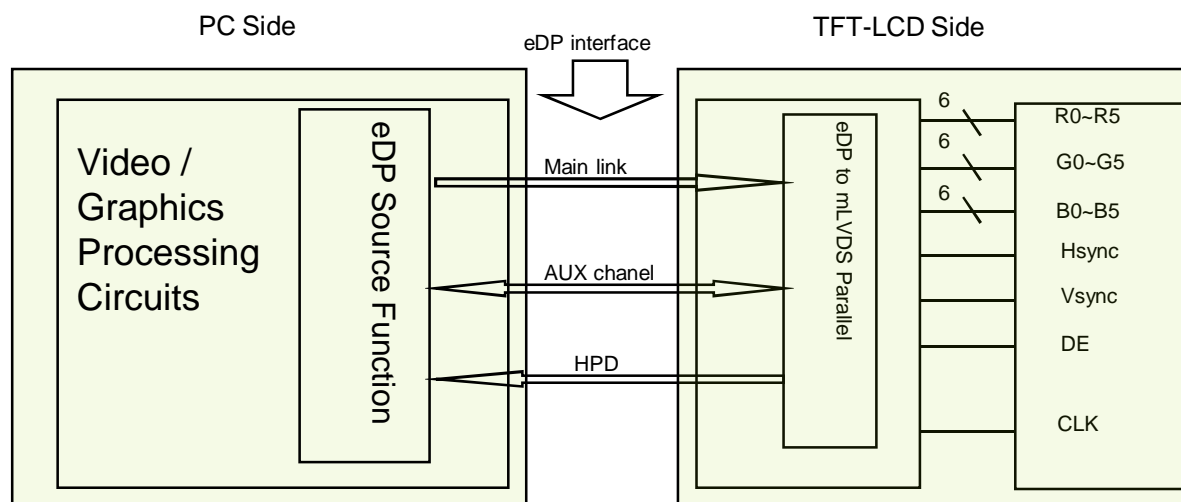 PC Side
eDP interface
TFT-LCD Side
Video /
Graphics
Processing
Circuits
eDP Source Function
Main link
AUX chanel
HPD
eDP to mLVDS Parallel
6
R0~R5
6
G0~G5
6
B0~B5
Hsync
Vsync
DE
CLK